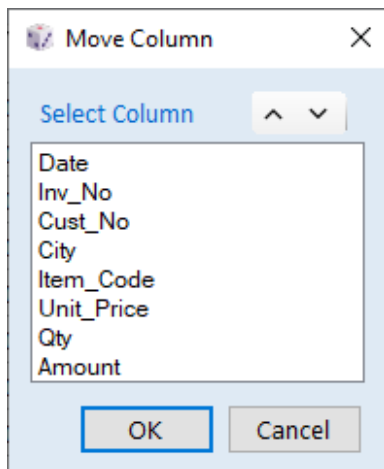 Move Column
Select Column
Date
Inv_No
Cust_No
City
Item_Code
Unit_Price
Qty
Amount
OK
Cancel